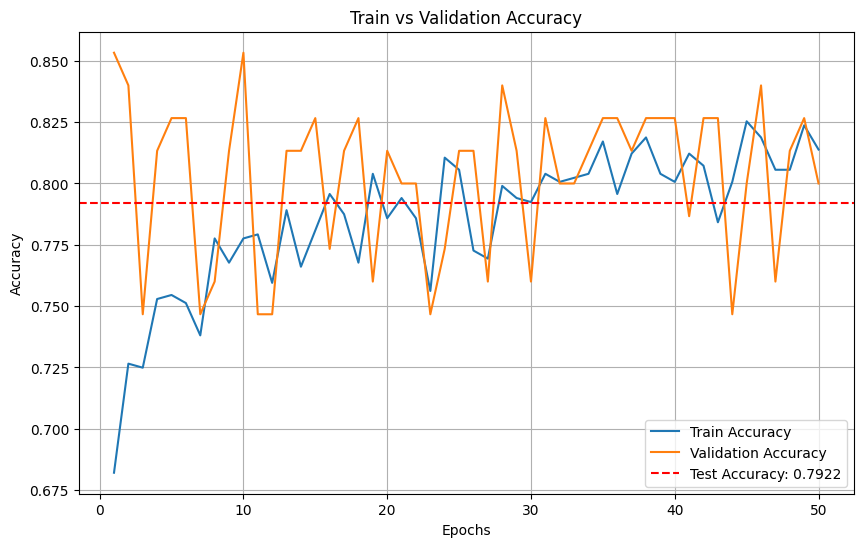 Train vs Validation Accuracy
Accuracy
0.850
0.825
0.800
0.775
0.750
0.725
0.700
0.675
Train Accuracy
Validation Accuracy
Test Accuracy: 0.7922
0 10 20 30 40 50
Epochs